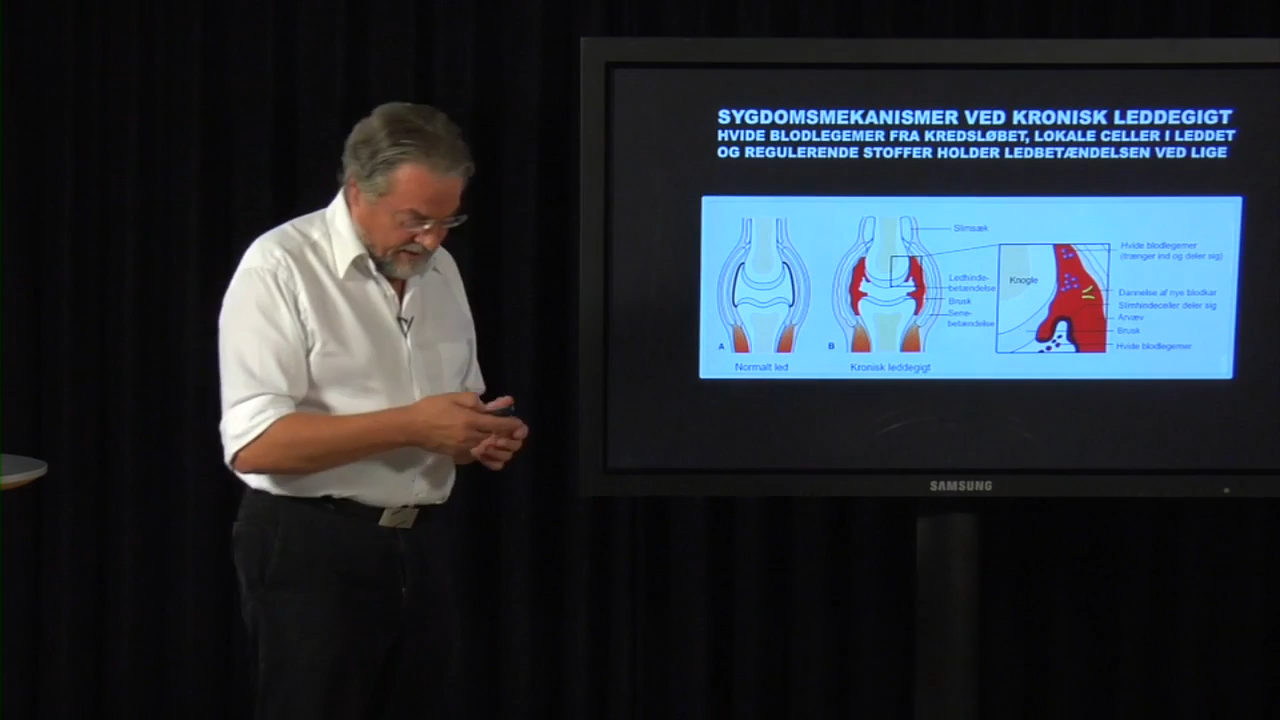 SYGDOMSMEKANISMER VED KRONISK LEDDEGIGT
HVIDE BLODLEGEMER FRA KREDSLØBET, LOKALE CELLER I LEDDET
OG REGULERENDE STOFFER HOLDER LEDBETÆNDELSEN VED LIGE
Slimsæk
Ledhinde-
betændelse
Brusk
Sene-
betændelse
Knogle
Hvide blodlegemer
(trænger ind og deler sig)
Dannelse af nye blodkar
Slimhindeceller deler sig
Arvæv
Brusk
Hvide blodlegemer
A
B
Normalt led
Kronisk leddegigt
SAMSUNG